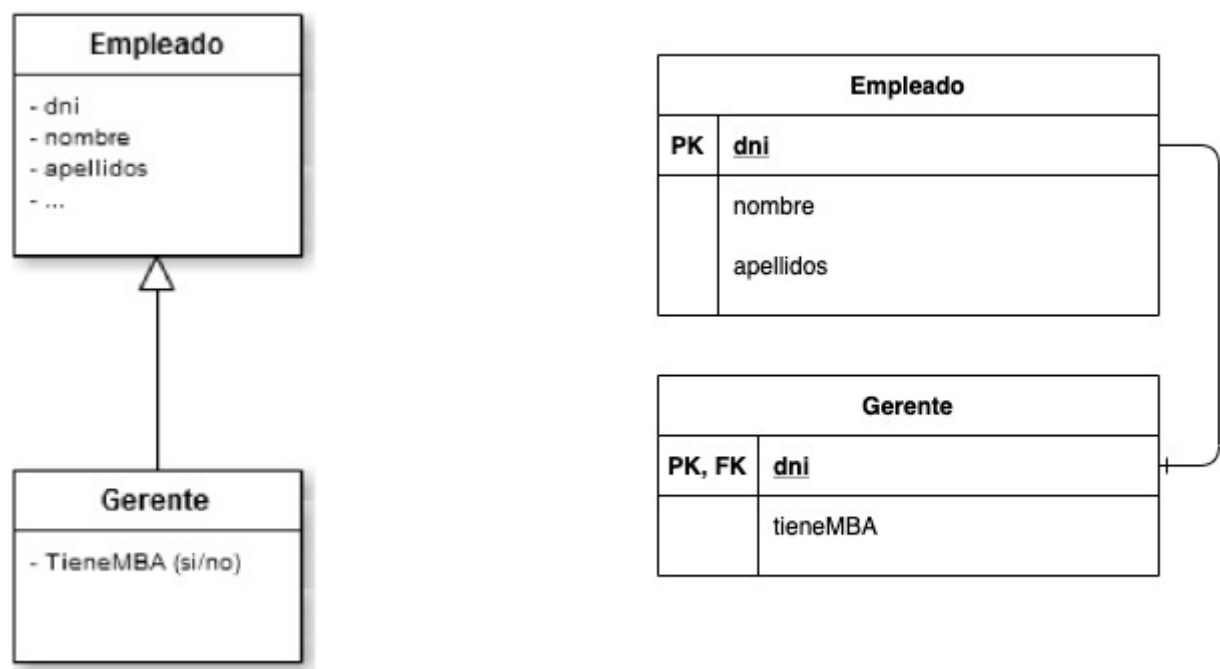 Empleado
- dni
- nombre
- apellidos
- ...
Gerente
- TieneMBA (si/no)
Empleado
PK dni
nombre
apellidos
Gerente
PK, FK dni
tieneMBA